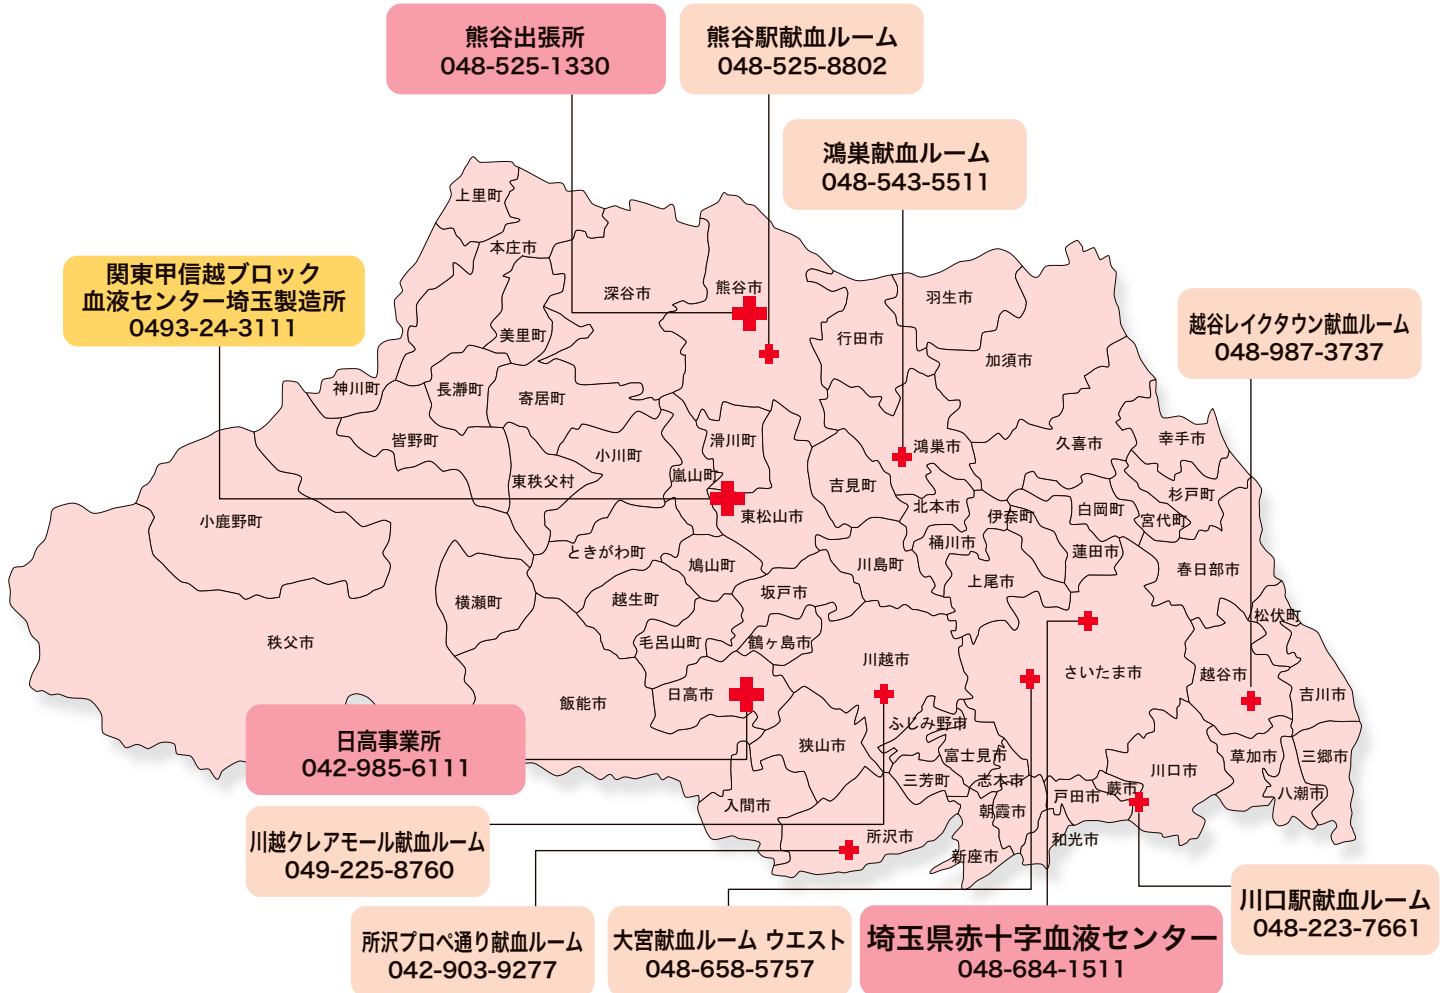 熊谷出張所
048-525-1330
熊谷駅献血ルーム
048-525-8802
鴻巣献血ルーム
048-543-5511
関東甲信越ブロック
血液センター埼玉製造所
0493-24-3111
越谷レイクタウン献血ルーム
048-987-3737
上里町
本庄市
深谷市
熊谷市
羽生市
美里町
行田市
加須市
神川町
長瀞町
寄居町
皆野町
滑川町
鴻巣市
久喜市
幸手市
小川町
東秩父村
嵐山町
吉見町
杉戸町
小鹿野町
東松山市
北本市
伊奈町
白岡町
宮代町
ときがわ町
鳩山町
川島町
桶川市
蓮田市
上尾市
春日部市
横瀬町
越生町
坂戸市
松伏町
秩父市
毛呂山町
鶴ヶ島市
川越市
さいたま市
越谷市
吉川市
飯能市
日高市
ふじみ野市
狭山市
富士見市
草加市
三郷市
川口市
三芳町
志木市
蕨市
戸田市
八潮市
入間市
朝霞市
所沢市
和光市
新座市
日高事業所
042-985-6111
川越クレアモール献血ルーム
049-225-8760
所沢プロペ通り献血ルーム
042-903-9277
大宮献血ルーム ウエスト
048-658-5757
埼玉県赤十字血液センター
048-684-1511
川口駅献血ルーム
048-223-7661